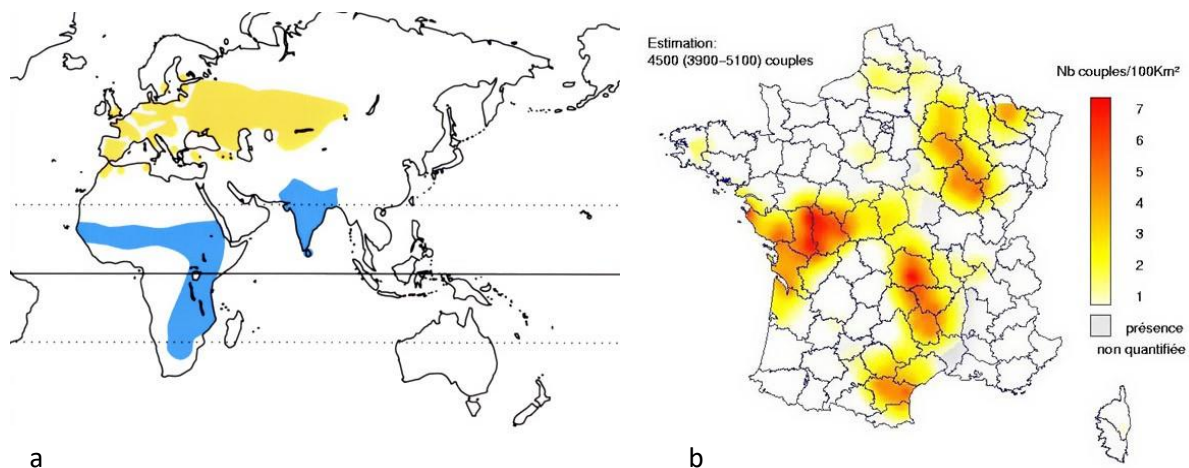 Estimation:
4500 (3900–5100) couples
Nb couples/100Km²
7
6
5
4
3
2
1
présence
non quantifiée
a
b